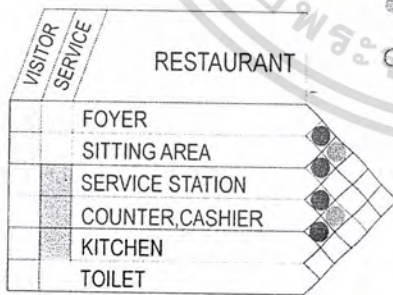 VISITOR
SERVICE
RESTAURANT
FOYER
SITTING AREA
SERVICE STATION
COUNTER,CASHIER
KITCHEN
TOILET